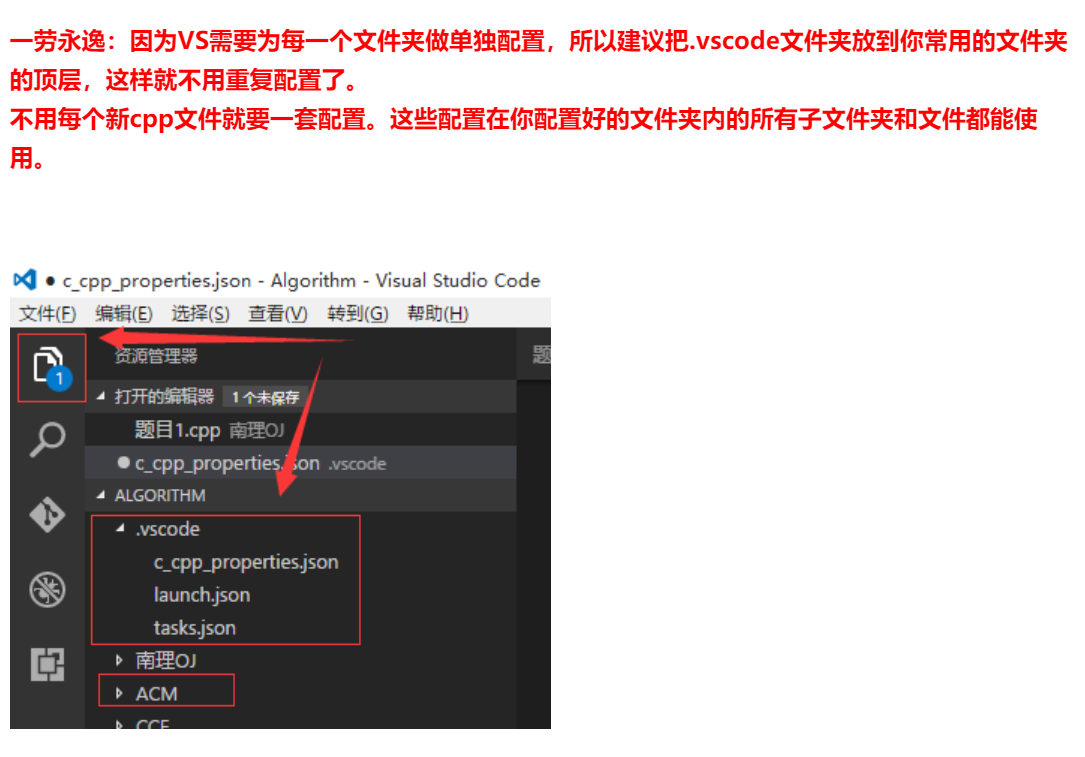 一劳永逸：因为VS需要为每一个文件夹做单独配置，所以建议把.vscode文件夹放到你常用的文件夹
的顶层，这样就不用重复配置了。
不用每个新cpp文件就要一套配置。这些配置在你配置好的文件夹内的所有子文件夹和文件都能使
用。
● c_cpp_properties.json - Algorithm - Visual Studio Code
文件(F) 编辑(E) 选择(S) 查看(V) 转到(G) 帮助(H)
资源管理器
题
1
打开的编辑器 1个未保存
题目1.cpp 南理OJ
● c_cpp_properties.json .vscode
ALGORITHM
.vscode
c_cpp_properties.json
launch.json
tasks.json
南理OJ
ACM
CCF